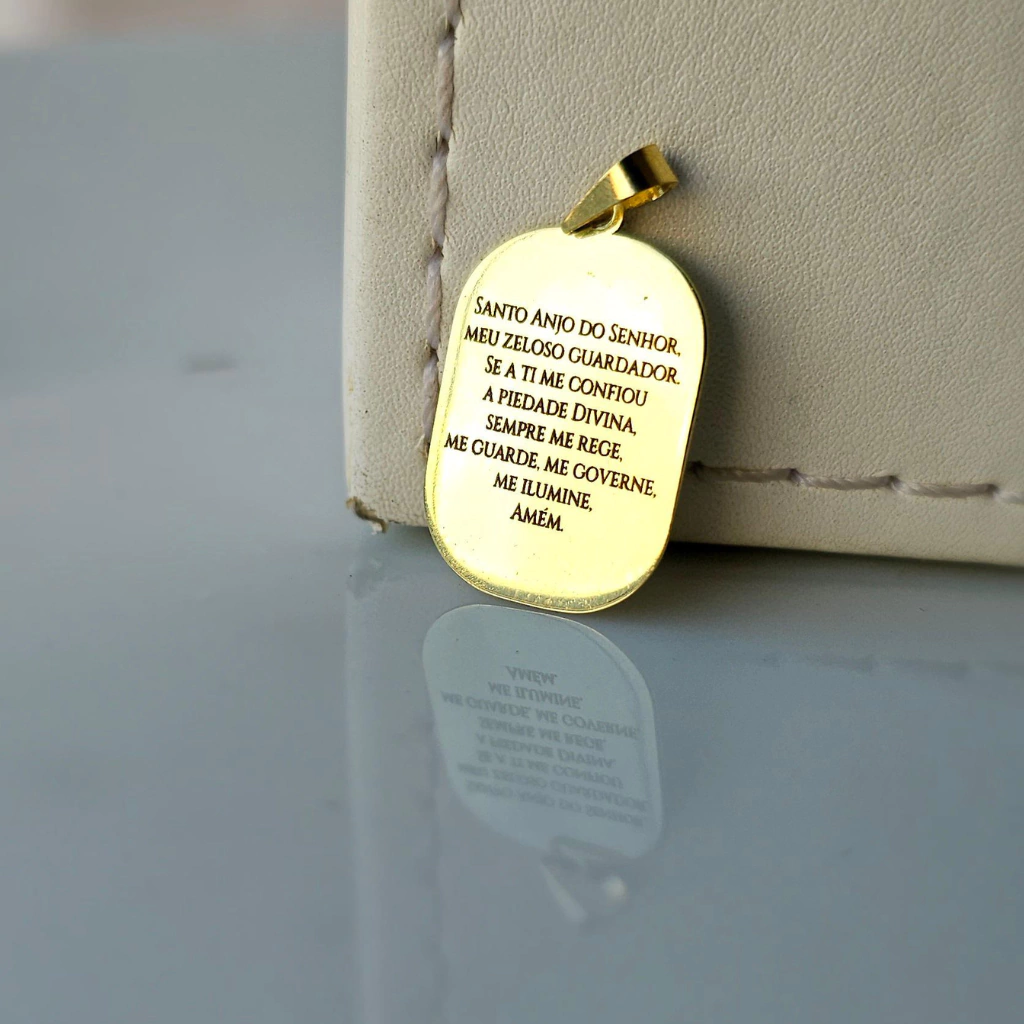 Santo Anjo do Senhor,
meu zeloso guardador.
Se a ti me confiou
a piedade Divina,
sempre me rege,
me guarde, me governe,
me ilumine,
Amém.